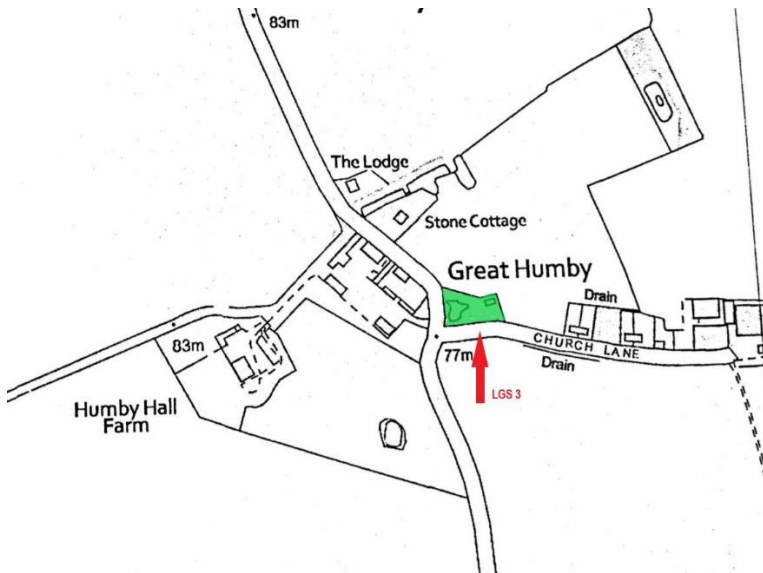 83m
The Lodge
Stone Cottage
Great Humby
Drain
83m
77m
CHURCH LANE
Drain
LGS 3
Humby Hall
Farm